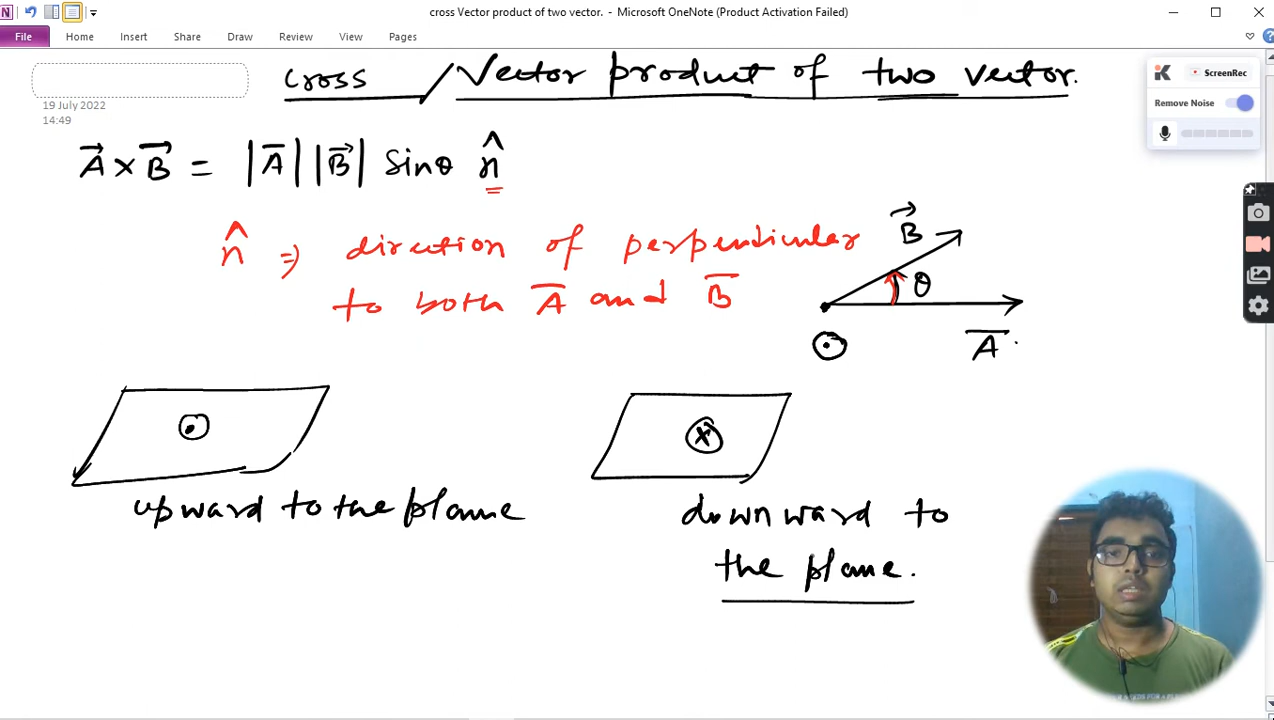 cross Vector product of two vector. - Microsoft OneNote (Product Activation Failed)
File Home Insert Share Draw Review View Pages
cross / Vector product of two vector.
ScreenRec
Remove Noise
19 July 2022
14:49
A⃗ × B⃗ = |A̅| |B⃗| Sinθ n̂
n̂ ⇒ direction of perpendicular
to both A̅ and B̅
B⃗
θ
A̅
upward to the plane
downward to
the plane.